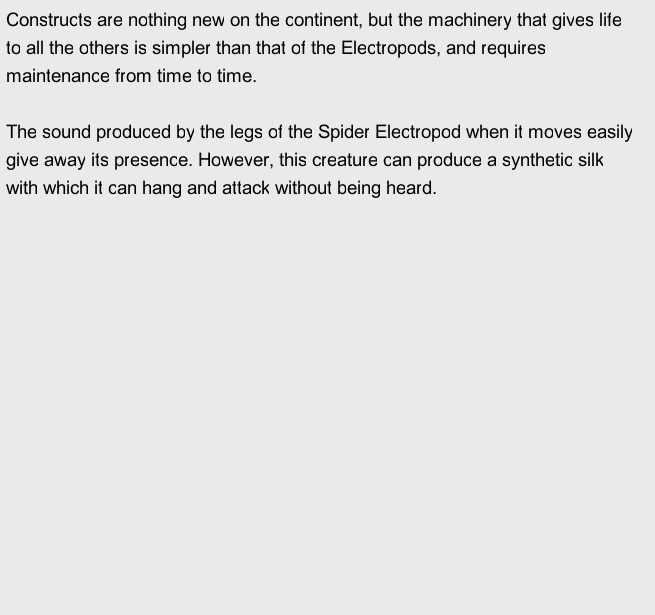 Constructs are nothing new on the continent, but the machinery that gives life
to all the others is simpler than that of the Electropods, and requires
maintenance from time to time.
The sound produced by the legs of the Spider Electropod when it moves easily
give away its presence. However, this creature can produce a synthetic silk
with which it can hang and attack without being heard.